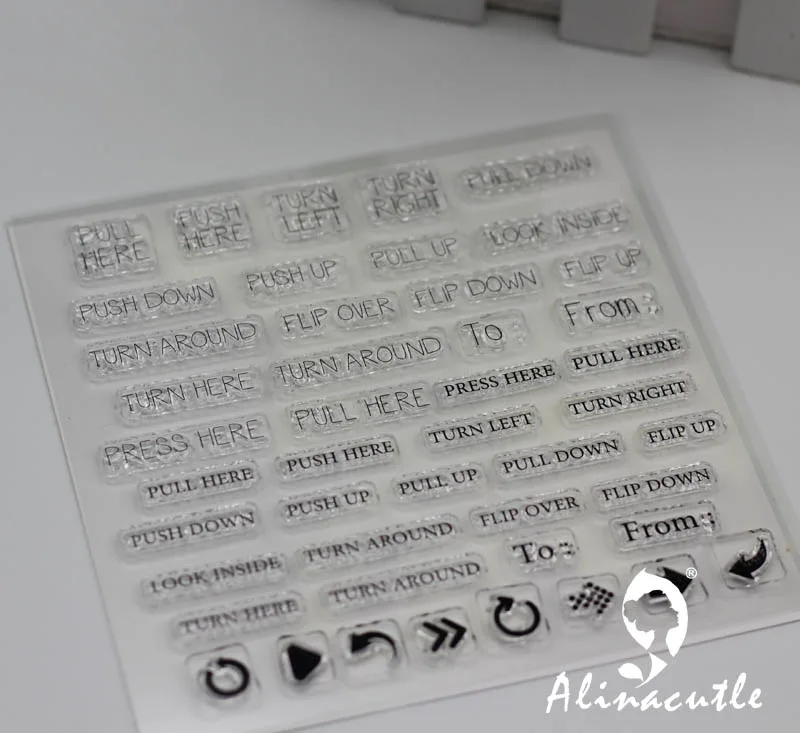 PULL HERE
PUSH HERE
TURN LEFT
TURN RIGHT
PULL DOWN
PUSH DOWN
PUSH UP
PULL UP
LOOK INSIDE
TURN AROUND
FLIP OVER
FLIP DOWN
FLIP UP
TURN HERE
TURN AROUND
To:
From:
PRESS HERE
PULL HERE
PRESS HERE
PULL HERE
PULL HERE
PUSH HERE
TURN LEFT
TURN RIGHT
PUSH DOWN
PUSH UP
PULL UP
PULL DOWN
FLIP UP
LOOK INSIDE
TURN AROUND
FLIP OVER
FLIP DOWN
TURN HERE
TURN AROUND
To:
From:
®
Alinacutle